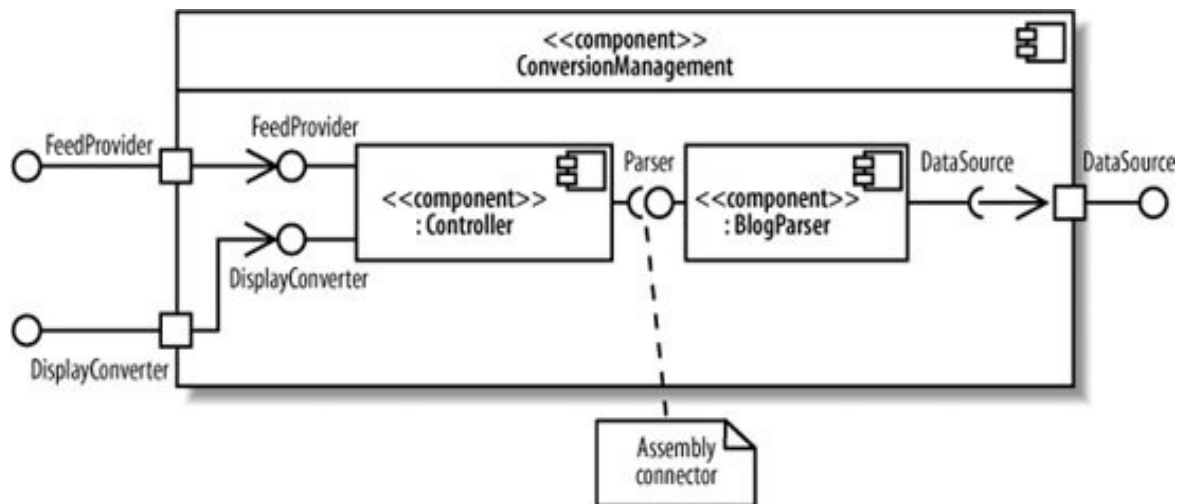 <<component>>
ConversionManagement
FeedProvider
FeedProvider
<<component>>
: Controller
Parser
<<component>>
: BlogParser
DataSource
DataSource
DisplayConverter
DisplayConverter
Assembly
connector